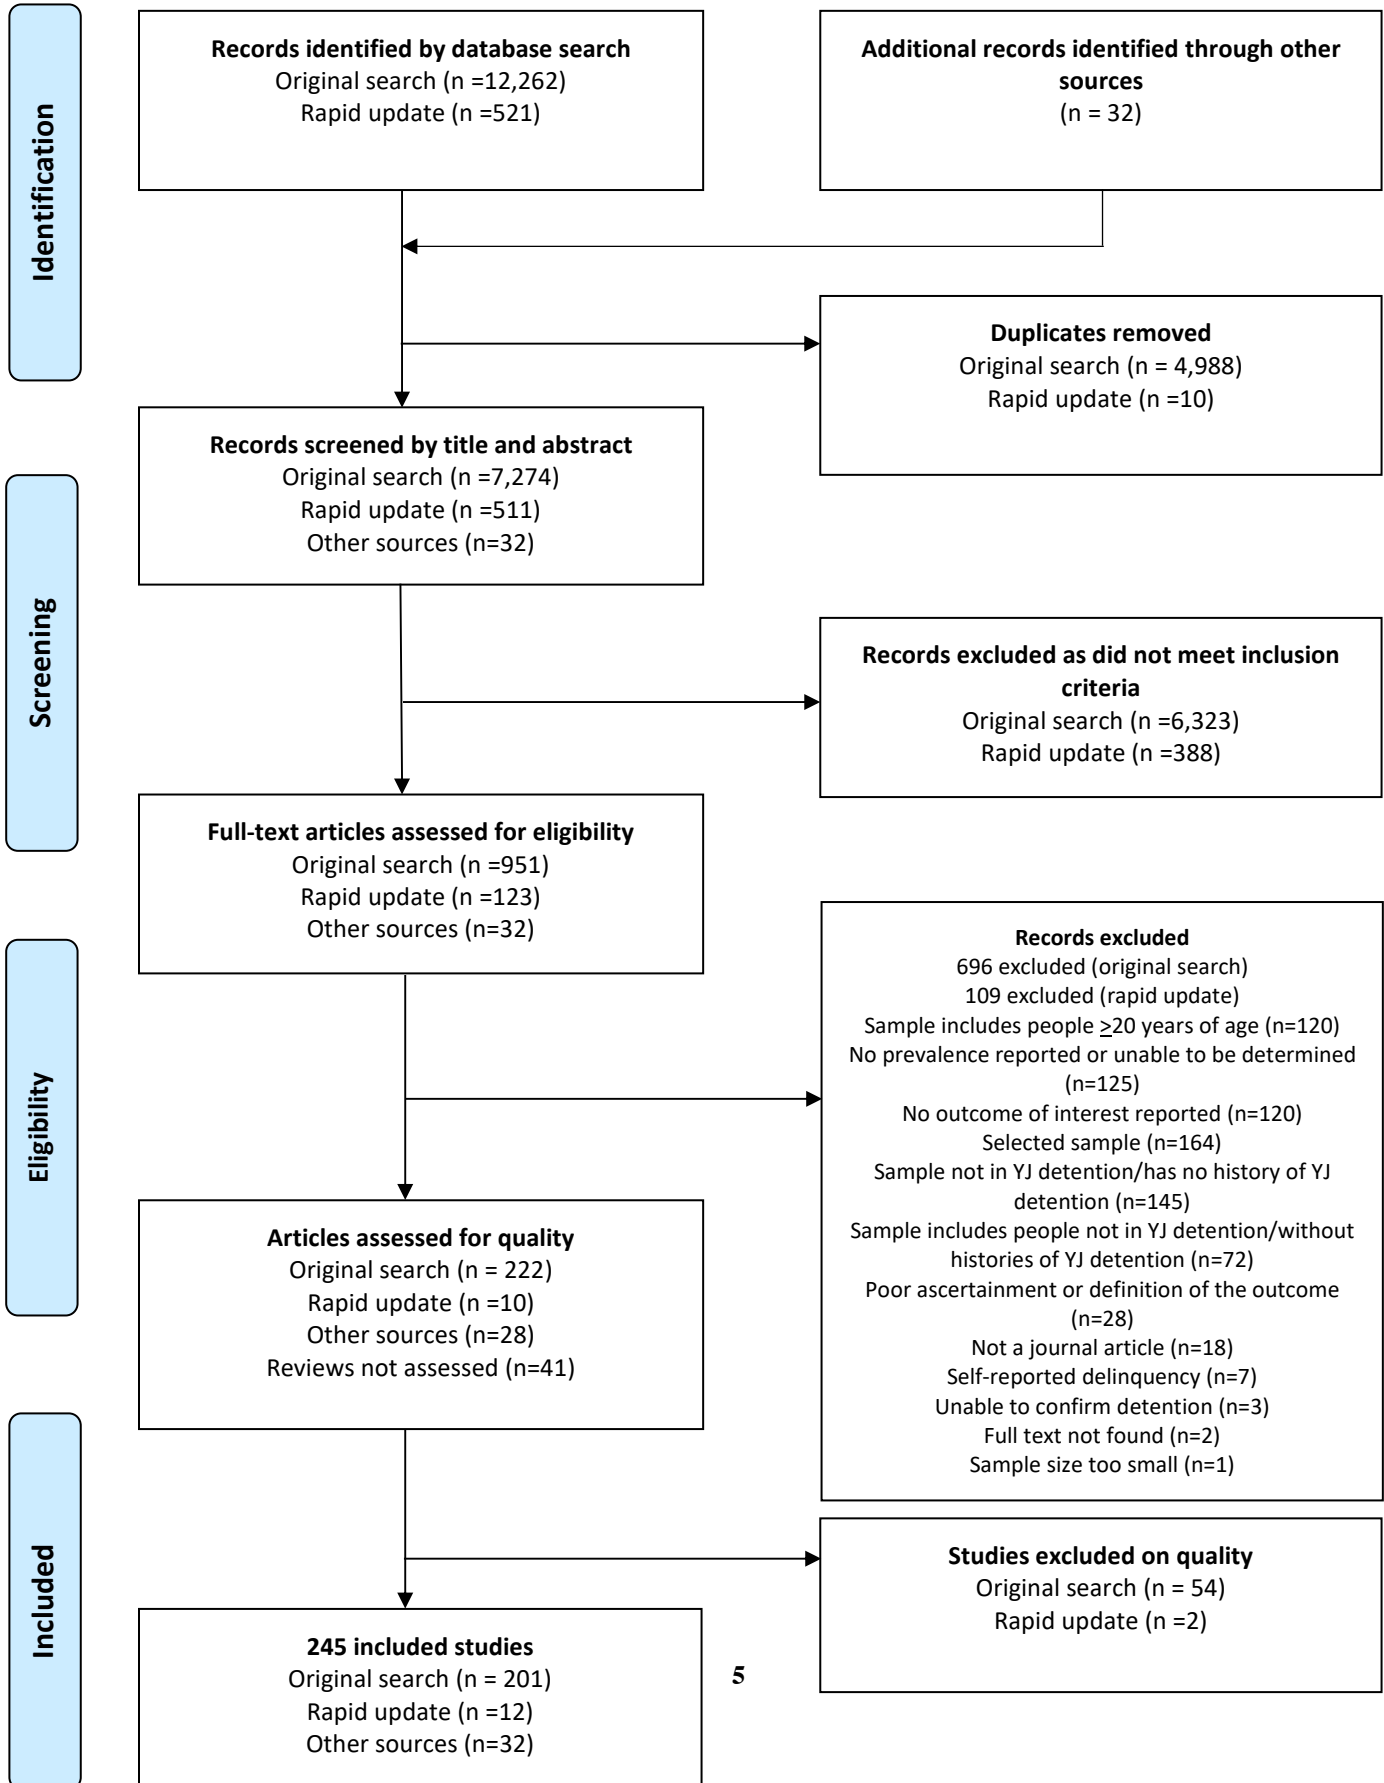 Identification
Records identified by database search
Original search (n =12,262)
Rapid update (n =521)
Additional records identified through other
sources
(n = 32)
Duplicates removed
Original search (n = 4,988)
Rapid update (n =10)
Screening
Records screened by title and abstract
Original search (n =7,274)
Rapid update (n =511)
Other sources (n=32)
Records excluded as did not meet inclusion
criteria
Original search (n =6,323)
Rapid update (n =388)
Full-text articles assessed for eligibility
Original search (n =951)
Rapid update (n =123)
Other sources (n=32)
Eligibility
Records excluded
696 excluded (original search)
109 excluded (rapid update)
Sample includes people ≥20 years of age (n=120)
No prevalence reported or unable to be determined
(n=125)
No outcome of interest reported (n=120)
Selected sample (n=164)
Sample not in YJ detention/has no history of YJ
detention (n=145)
Sample includes people not in YJ detention/without
histories of YJ detention (n=72)
Poor ascertainment or definition of the outcome
(n=28)
Not a journal article (n=18)
Self-reported delinquency (n=7)
Unable to confirm detention (n=3)
Full text not found (n=2)
Sample size too small (n=1)
Articles assessed for quality
Original search (n = 222)
Rapid update (n =10)
Other sources (n=28)
Reviews not assessed (n=41)
Included
Studies excluded on quality
Original search (n = 54)
Rapid update (n =2)
245 included studies
Original search (n = 201)
Rapid update (n =12)
Other sources (n=32)
5